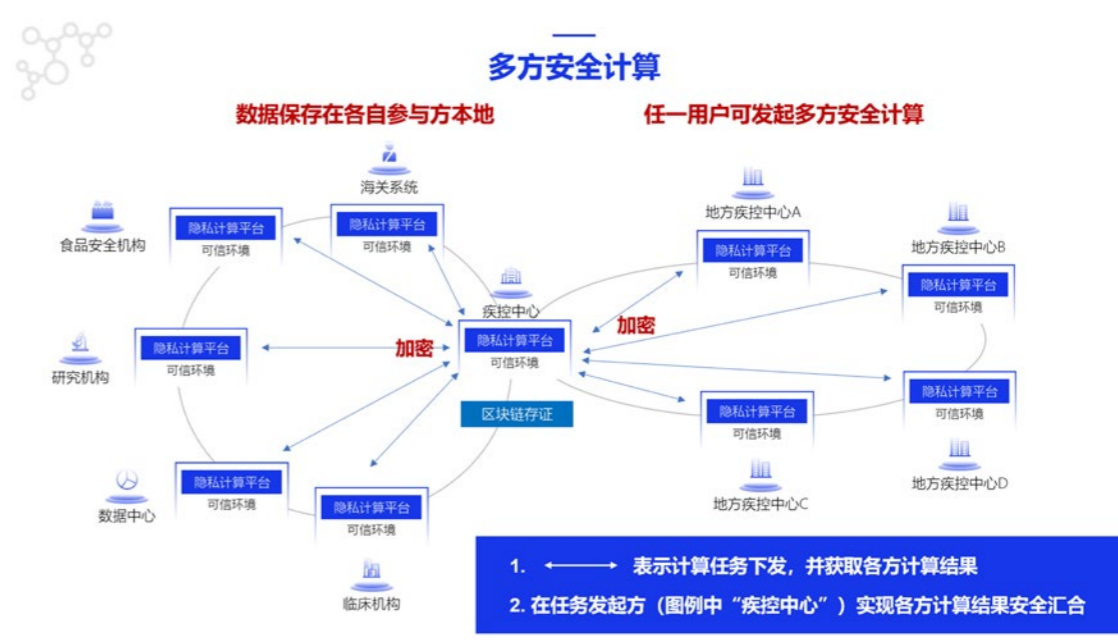 多方安全计算
数据保存在各自参与方本地
任一用户可发起多方安全计算
海关系统
隐私计算平台
可信环境
食品安全机构
隐私计算平台
可信环境
研究机构
隐私计算平台
可信环境
数据中心
隐私计算平台
可信环境
临床机构
隐私计算平台
可信环境
加密
疾控中心
隐私计算平台
可信环境
区块链存证
加密
地方疾控中心A
隐私计算平台
可信环境
地方疾控中心B
隐私计算平台
可信环境
地方疾控中心C
隐私计算平台
可信环境
地方疾控中心D
隐私计算平台
可信环境
1. 表示计算任务下发，并获取各方计算结果
2. 在任务发起方（图例中“疾控中心”）实现各方计算结果安全汇合